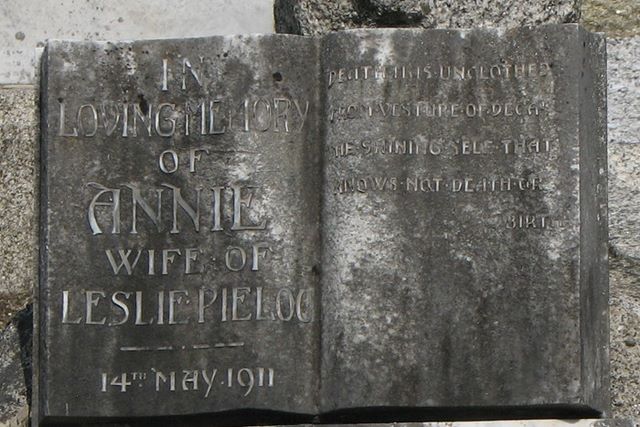 IN
LOVING MEMORY
OF
ANNIE
WIFE OF
LESLIE PIELOU
14TH MAY 1911
DEATH HAS UNCLOTHED
FROM VESTURE OF DECAY
THE SHINING SELF THAT
KNOWS NOT DEATH OR
BIRTH